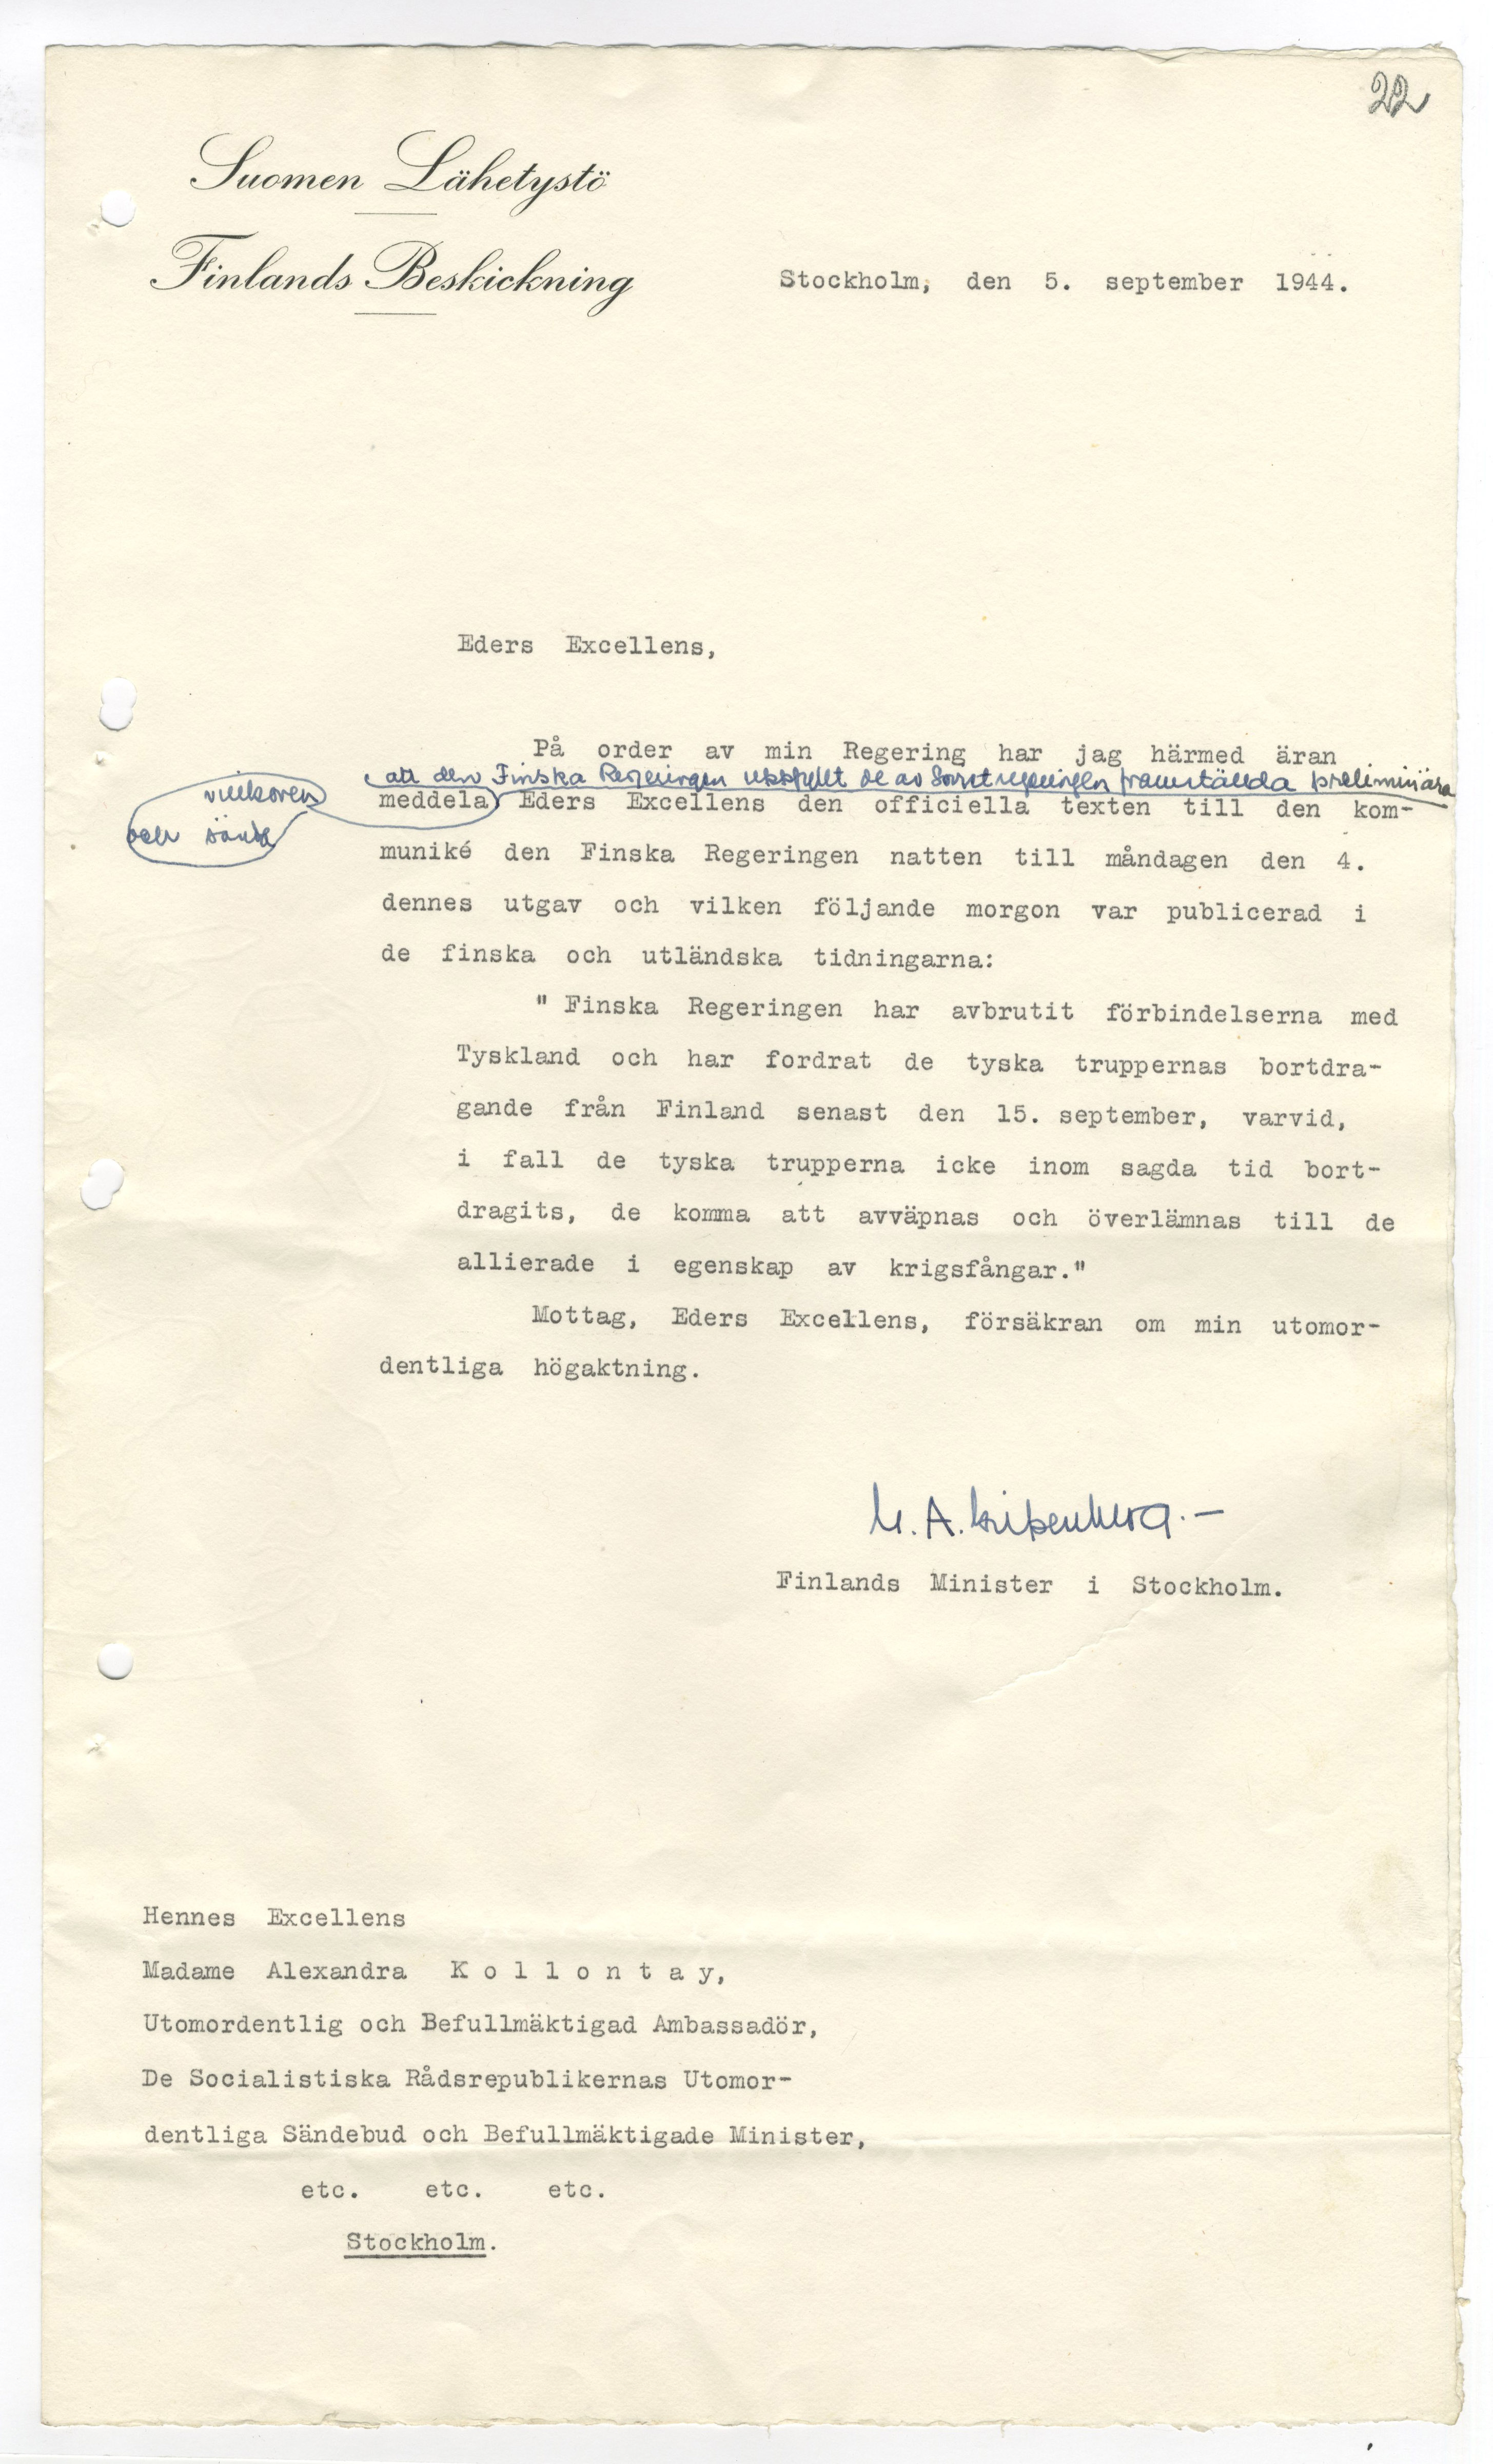 22
Suomen Lähetystö
Finlands Beskickning
Stockholm, den 5. september 1944.
Eders Excellens,
På order av min Regering har jag härmed äran
att den Finska Regeringen uppfyllt de av Sovjetregeringen framställda preliminära
villkoren
meddela Eders Excellens den officiella texten till den kom-
och sända
muniké den Finska Regeringen natten till måndagen den 4.
dennes utgav och vilken följande morgon var publicerad i
de finska och utländska tidningarna:
" Finska Regeringen har avbrutit förbindelserna med
Tyskland och har fordrat de tyska truppernas bortdra-
gande från Finland senast den 15. september, varvid,
i fall de tyska trupperna icke inom sagda tid bort-
dragits, de komma att avväpnas och överlämnas till de
allierade i egenskap av krigsfångar."
Mottag, Eders Excellens, försäkran om min utomor-
dentliga högaktning.
G. A. Gripenberg.-
Finlands Minister i Stockholm.
Hennes Excellens
Madame Alexandra K o l l o n t a y,
Utomordentlig och Befullmäktigad Ambassadör,
De Socialistiska Rådsrepublikernas Utomor-
dentliga Sändebud och Befullmäktigade Minister,
etc. etc. etc.
Stockholm.